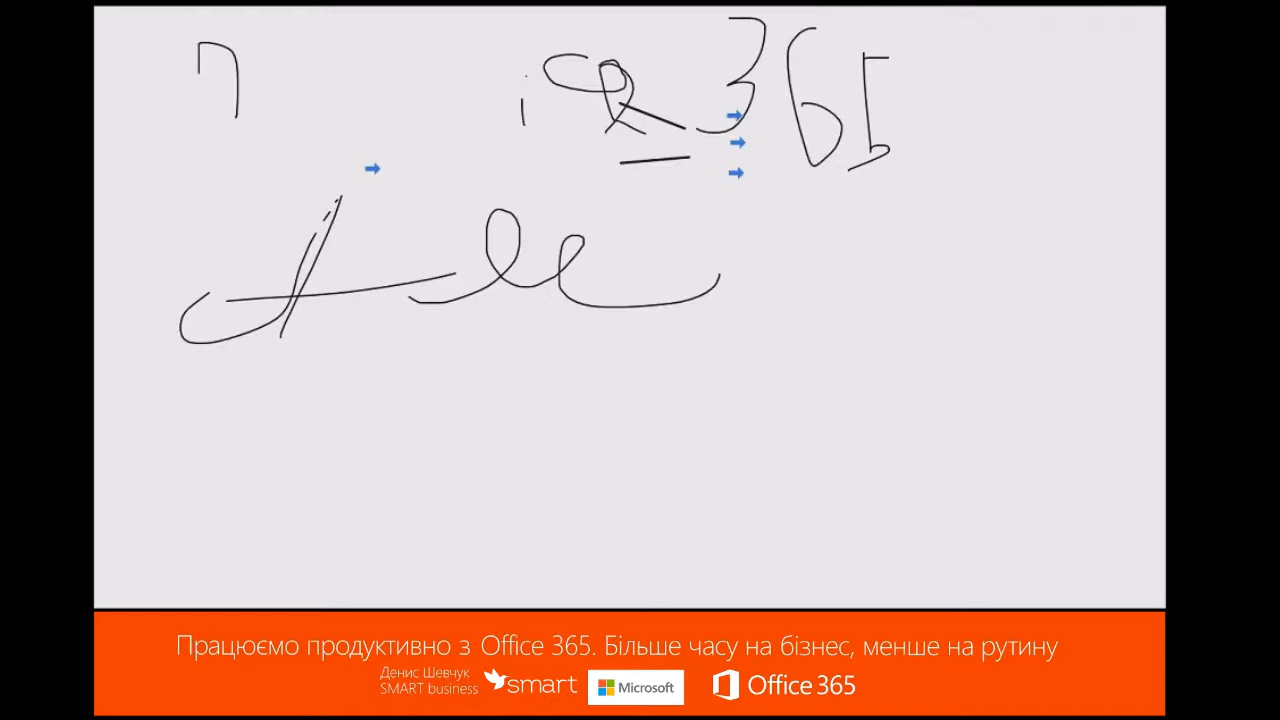 365
Працюємо продуктивно з Office 365. Більше часу на бізнес, менше на рутину
Денис Шевчук
SMART business
smart
Microsoft
Office 365